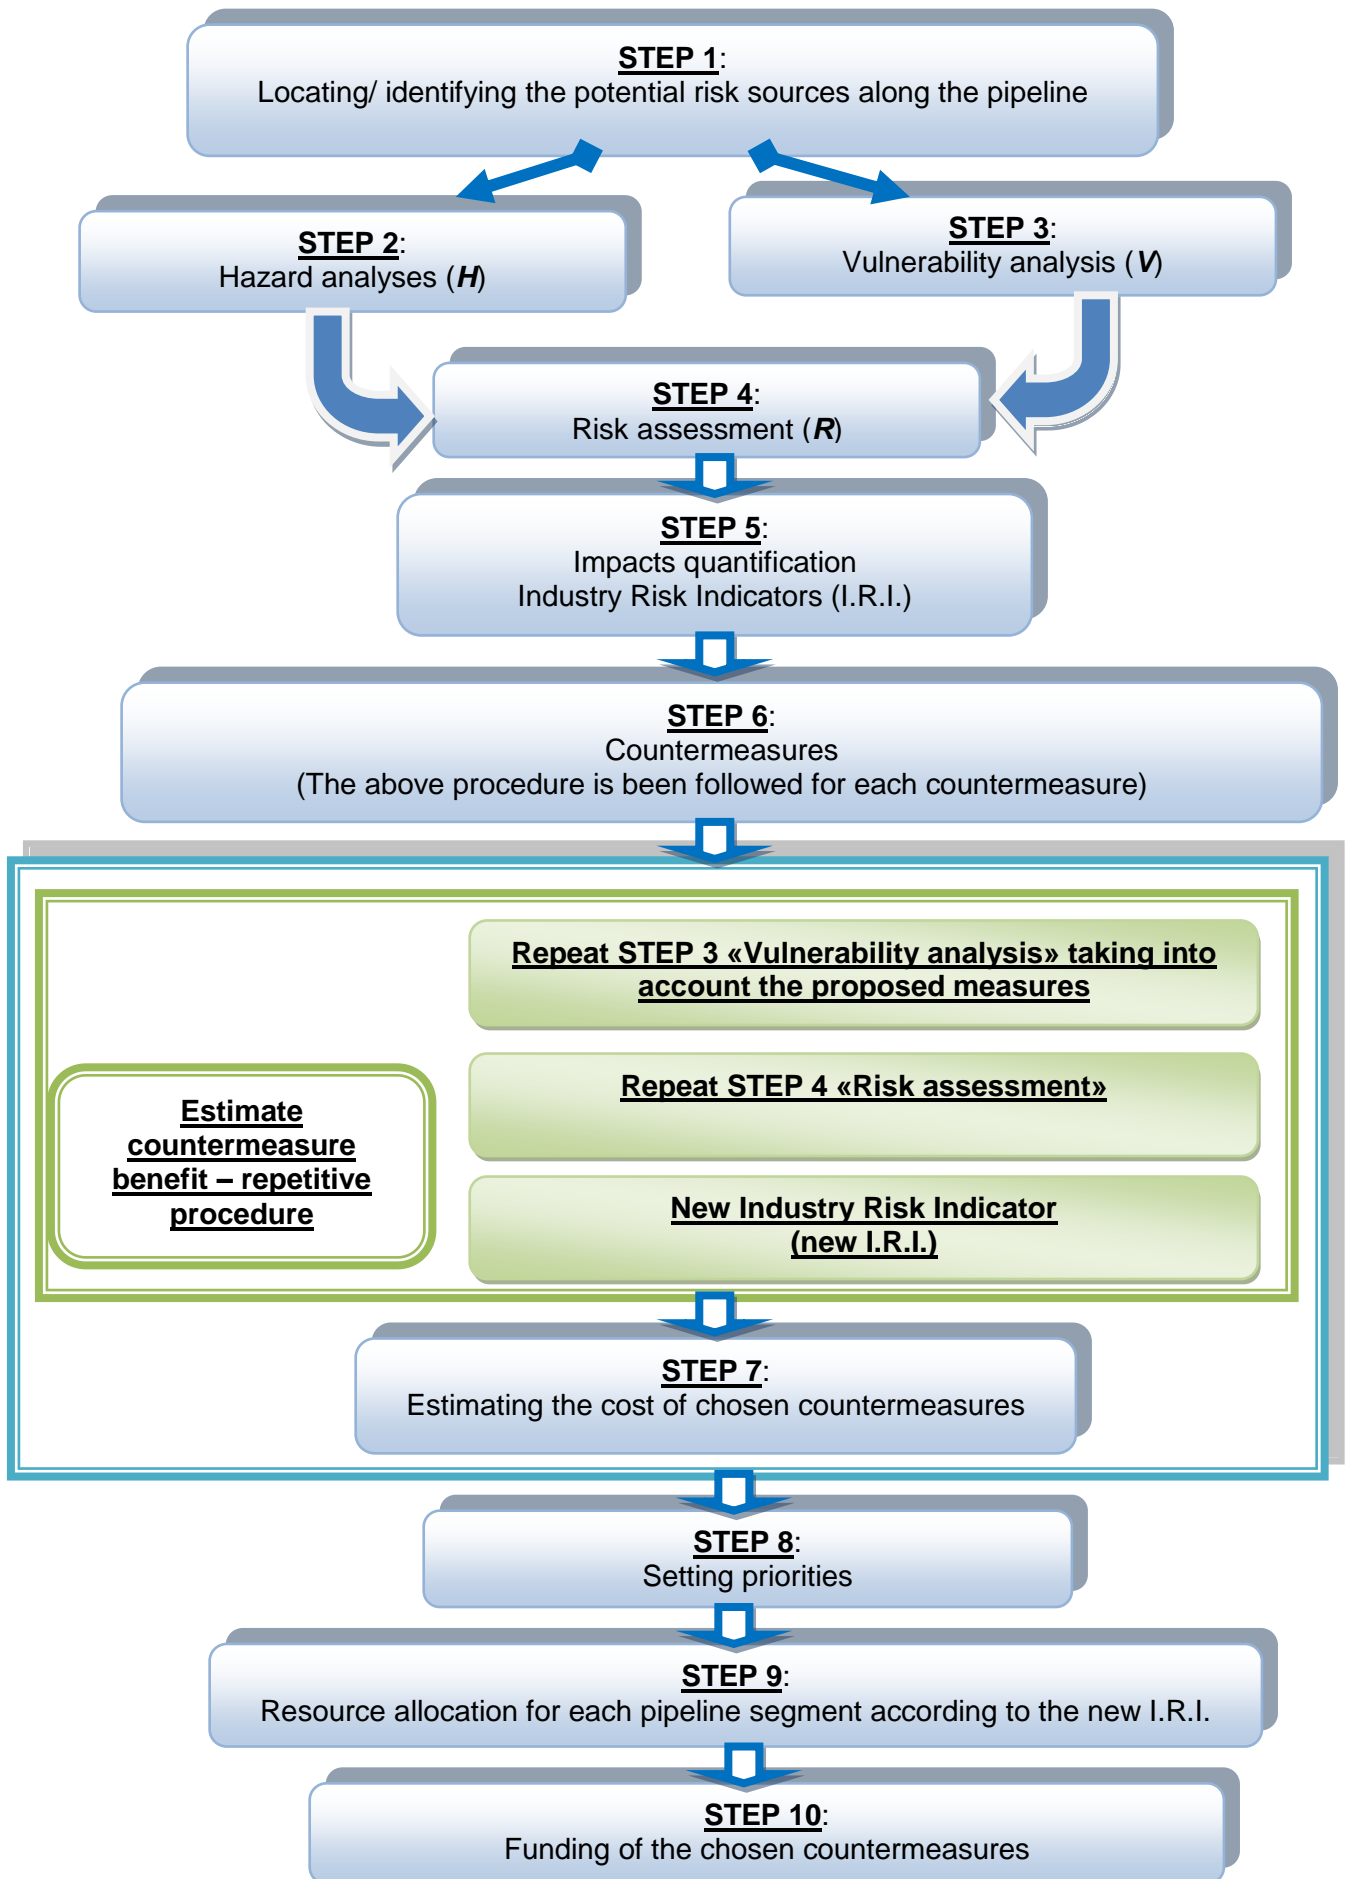 STEP 1:
Locating/ identifying the potential risk sources along the pipeline
STEP 2:
Hazard analyses (H)
STEP 3:
Vulnerability analysis (V)
STEP 4:
Risk assessment (R)
STEP 5:
Impacts quantification
Industry Risk Indicators (I.R.I.)
STEP 6:
Countermeasures
(The above procedure is been followed for each countermeasure)
Repeat STEP 3 «Vulnerability analysis» taking into
account the proposed measures
Repeat STEP 4 «Risk assessment»
Estimate
countermeasure
benefit – repetitive
procedure
New Industry Risk Indicator
(new I.R.I.)
STEP 7:
Estimating the cost of chosen countermeasures
STEP 8:
Setting priorities
STEP 9:
Resource allocation for each pipeline segment according to the new I.R.I.
STEP 10:
Funding of the chosen countermeasures